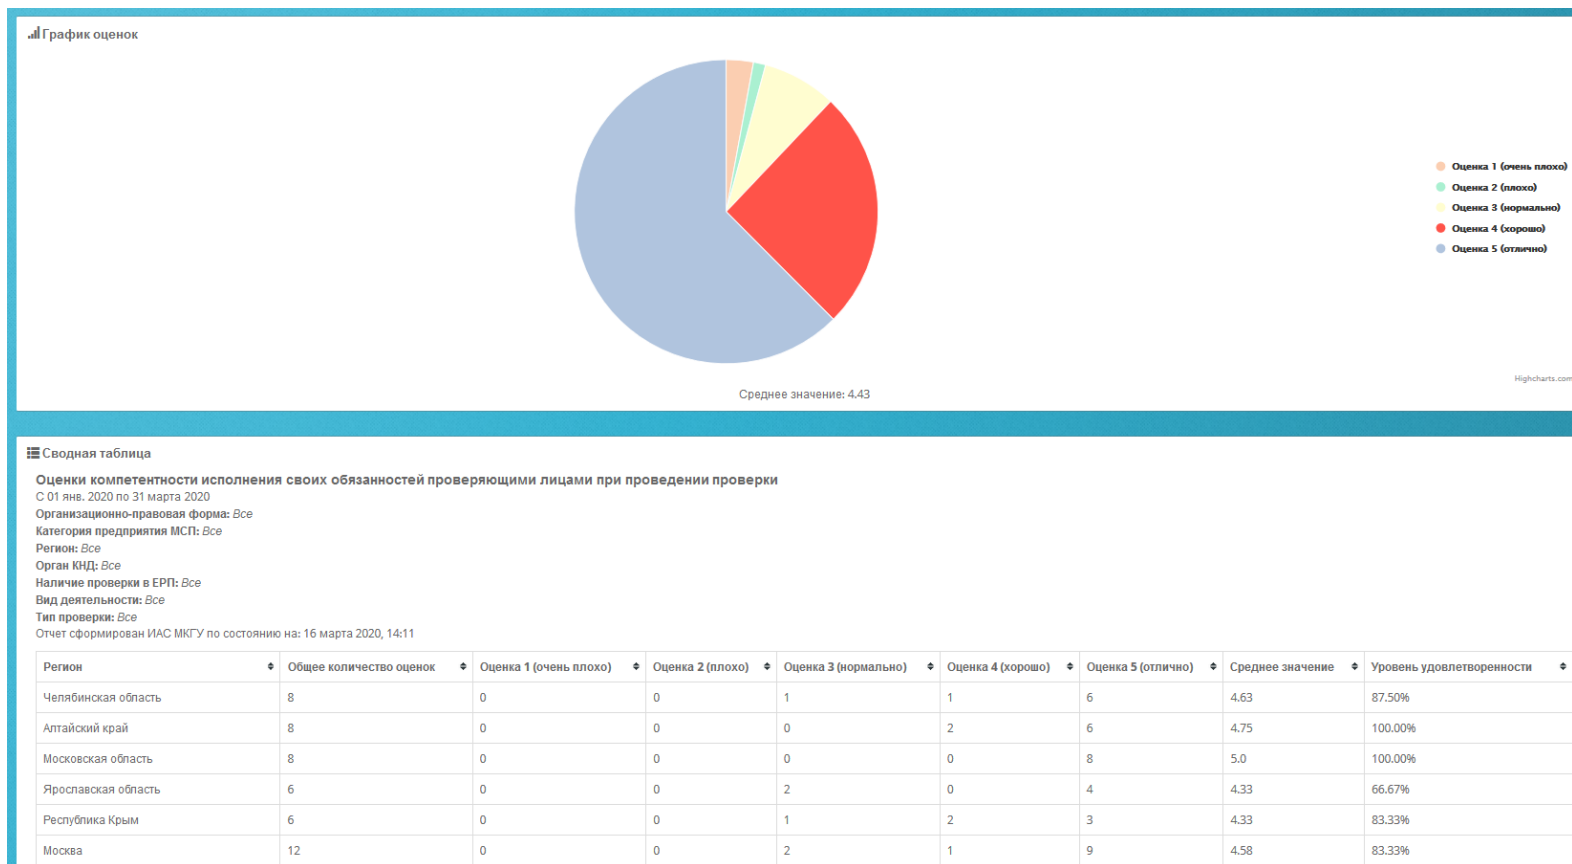 График оценок
Оценка 1 (очень плохо)
Оценка 2 (плохо)
Оценка 3 (нормально)
Оценка 4 (хорошо)
Оценка 5 (отлично)
Highcharts.com
Среднее значение: 4.43
Сводная таблица
Оценки компетентности исполнения своих обязанностей проверяющими лицами при проведении проверки
С 01 янв. 2020 по 31 марта 2020
Организационно-правовая форма: Все
Категория предприятия МСП: Все
Регион: Все
Орган КНД: Все
Наличие проверки в ЕРП: Все
Вид деятельности: Все
Тип проверки: Все
Отчет сформирован ИАС МКГУ по состоянию на: 16 марта 2020, 14:11
Регион Общее количество оценок Оценка 1 (очень плохо) Оценка 2 (плохо) Оценка 3 (нормально) Оценка 4 (хорошо) Оценка 5 (отлично) Среднее значение Уровень удовлетворенности
Челябинская область 8 0 0 1 1 6 4.63 87.50%
Алтайский край 8 0 0 0 2 6 4.75 100.00%
Московская область 8 0 0 0 0 8 5.0 100.00%
Ярославская область 6 0 0 2 0 4 4.33 66.67%
Республика Крым 6 0 0 1 2 3 4.33 83.33%
Москва 12 0 0 2 1 9 4.58 83.33%